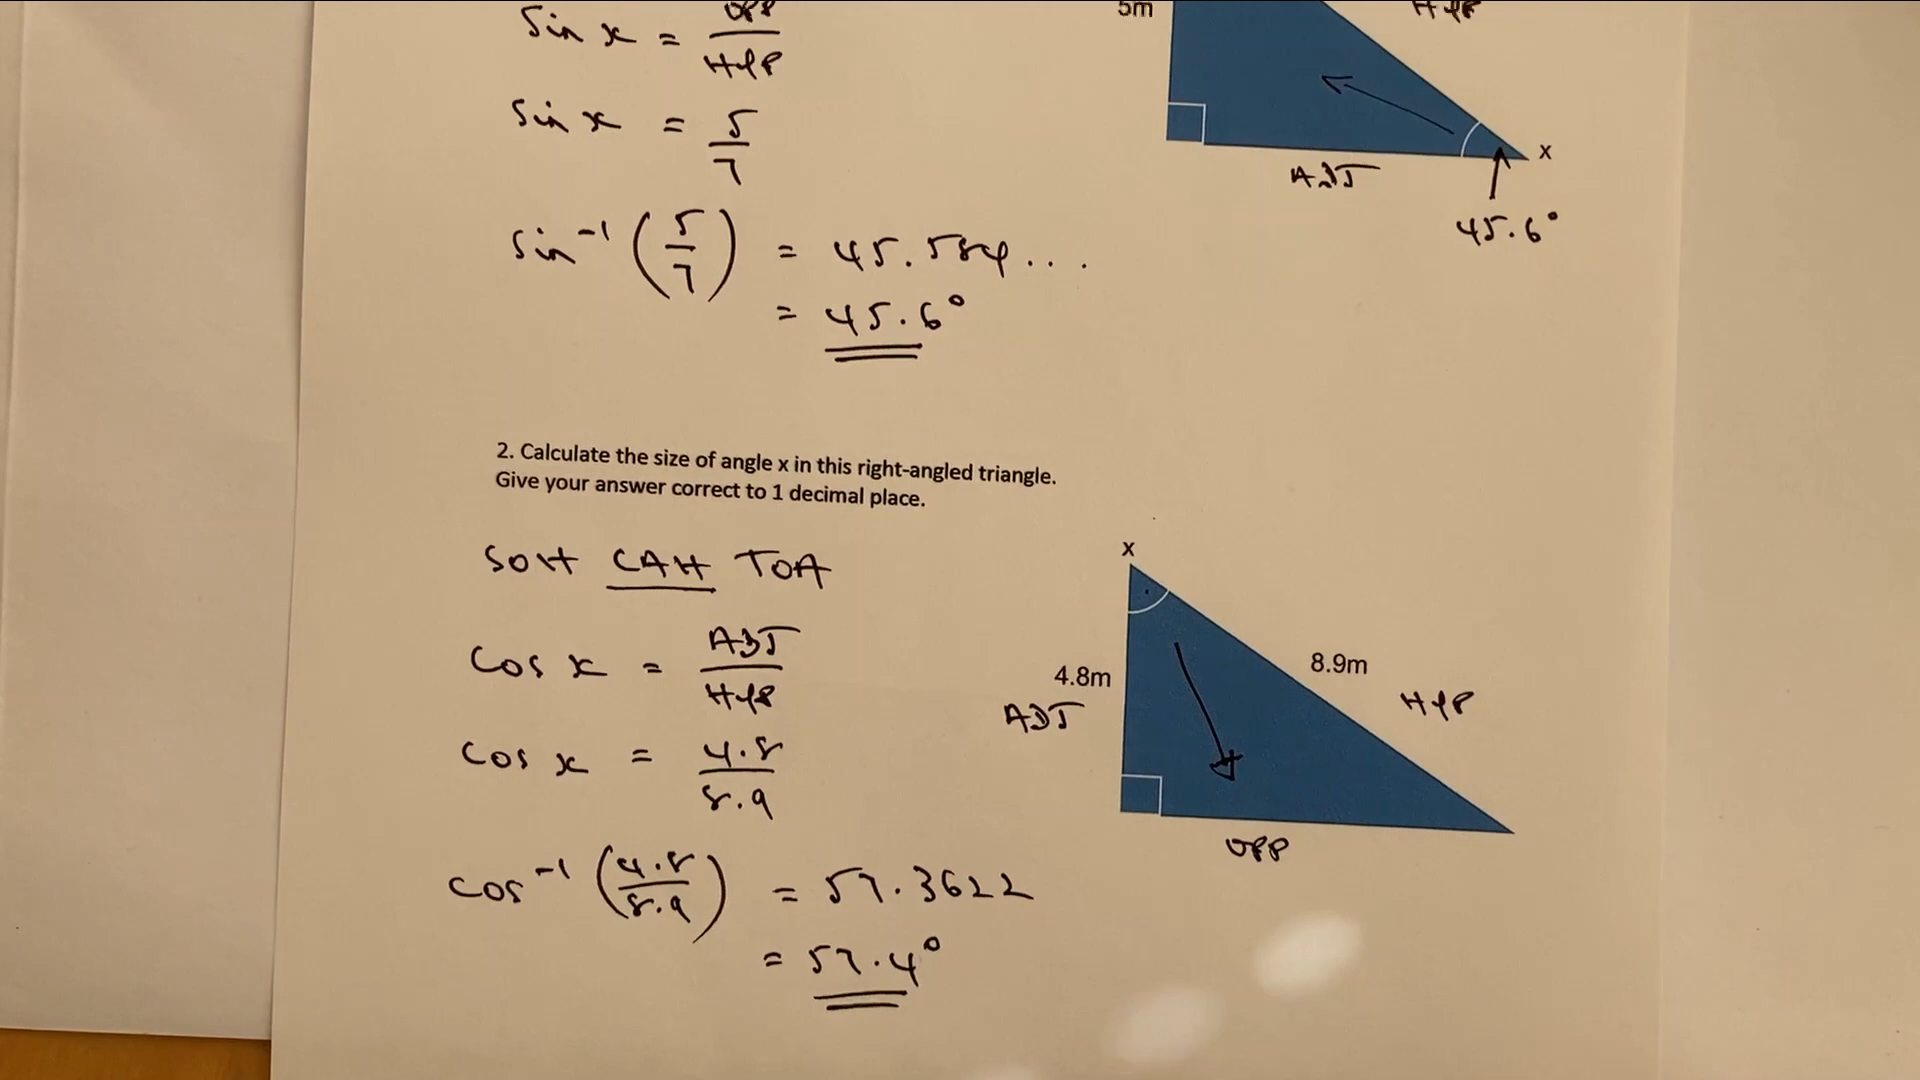 5m
HYP
Sin x = OPP / HYP
Sin x = 5 / 7
x
ADJ
45.6°
Sin⁻¹ (5/7) = 45.584...
= 45.6°
2. Calculate the size of angle x in this right-angled triangle.
Give your answer correct to 1 decimal place.
SOH CAH TOA
x
Cos x = ADJ / HYP
4.8m
8.9m
ADJ
HYP
Cos x = 4.8 / 8.9
OPP
Cos⁻¹ (4.8/8.9) = 57.3622
= 57.4°